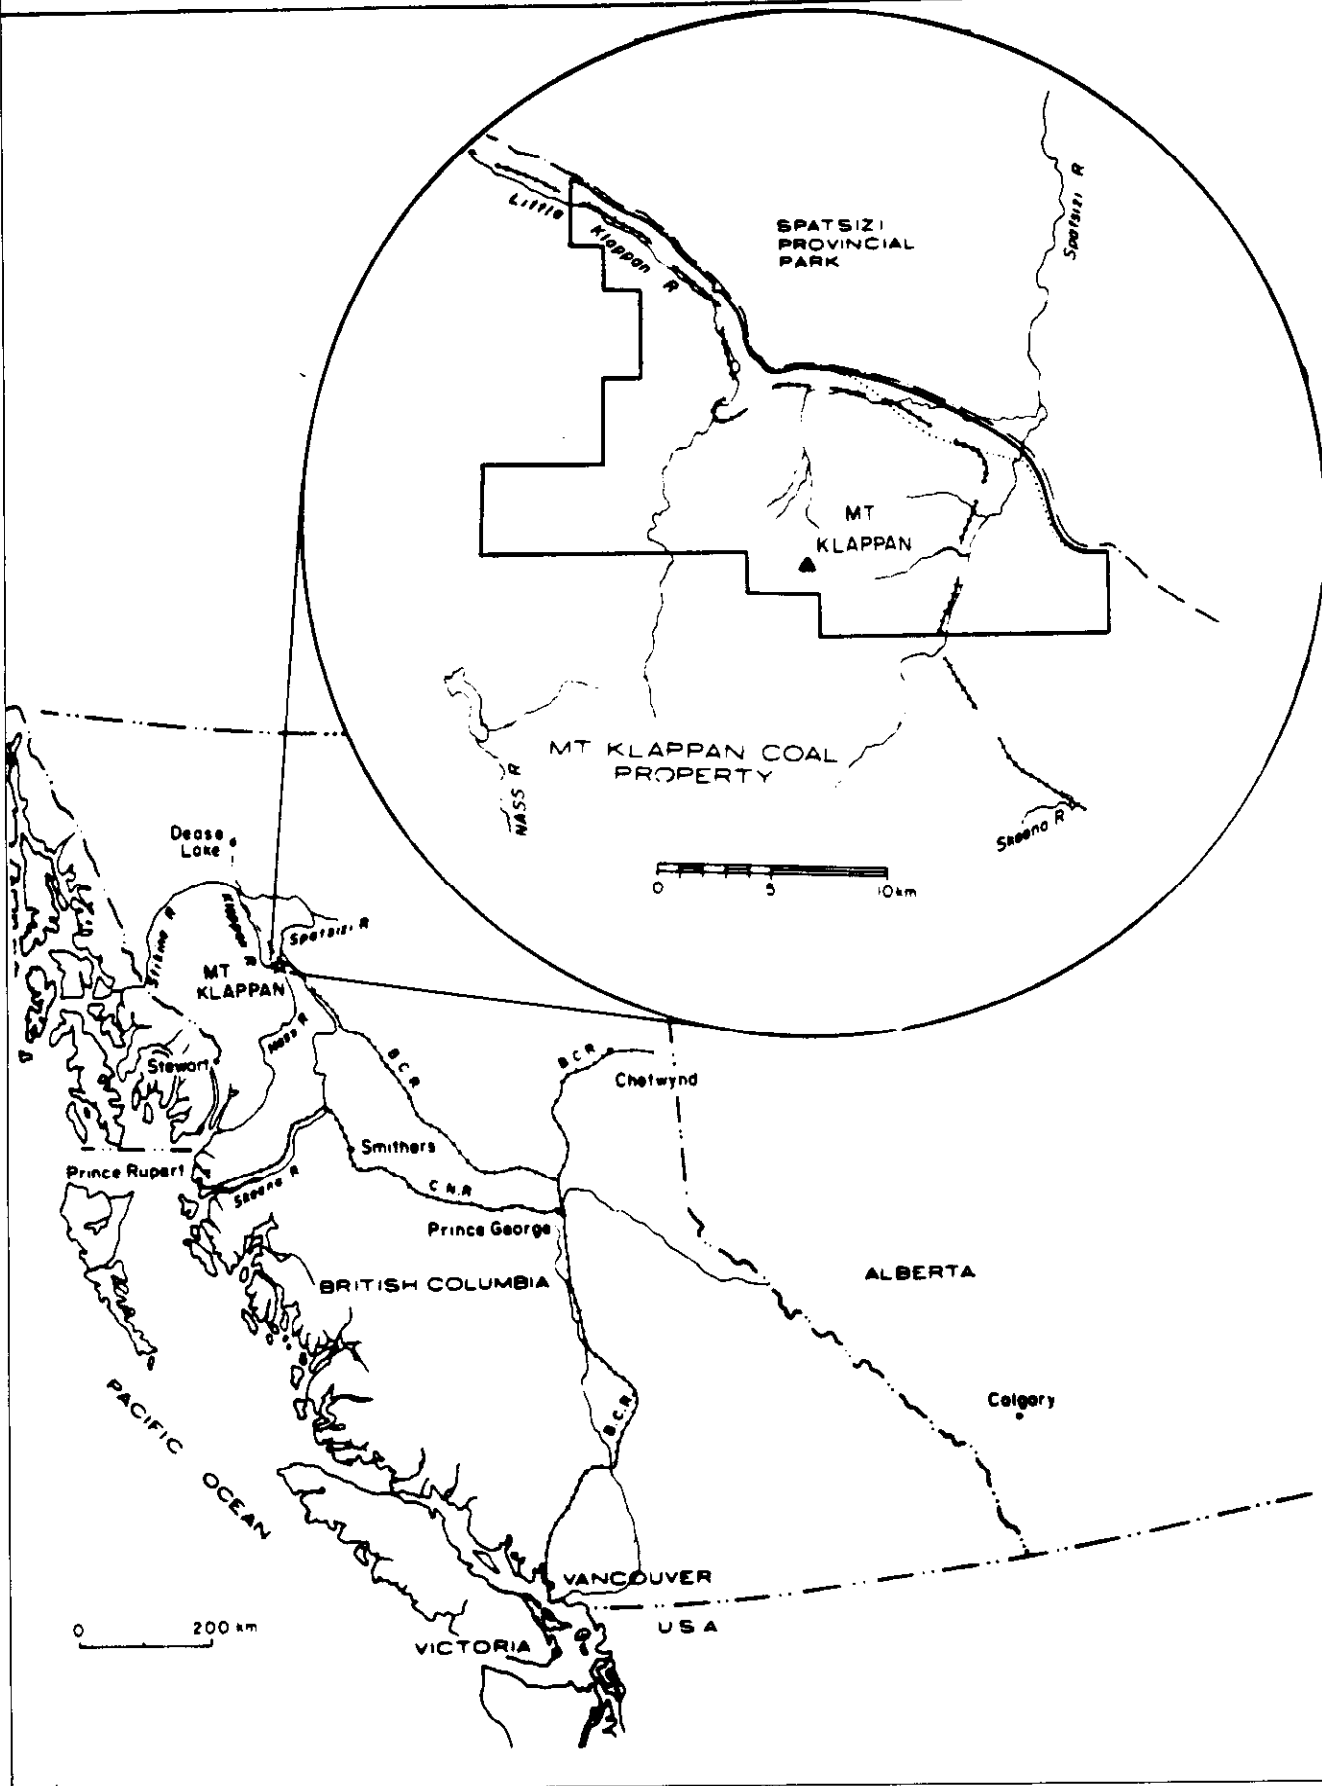 SPATSIZI
PROVINCIAL
PARK
Spatsizi R
Little
Klappan R
MT
KLAPPAN
MT KLAPPAN COAL
PROPERTY
NASS R
Skeena R
0 5 10 km
Dease
Lake
Stikine R
Klappan R
Spatsizi R
MT
KLAPPAN
Nass R
Stewart
B.C.R.
B.C.R.
Chetwynd
Smithers
Prince Rupert
Skeena R
C.N.R.
Prince George
BRITISH COLUMBIA
ALBERTA
PACIFIC OCEAN
B.C.R.
Calgary
VANCOUVER
USA
VICTORIA
0 200 km